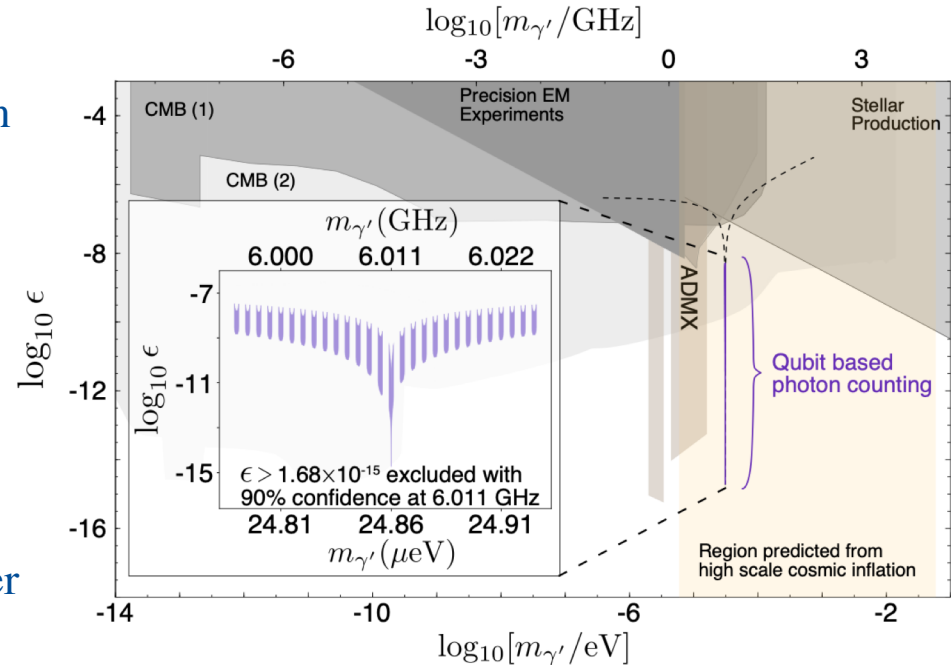 log₁₀[mᵧ′/GHz]
-6 -3 0 3
n
er
-4
-8
-12
-16
log₁₀ ϵ
CMB (1)
Precision EM
Experiments
Stellar
Production
CMB (2)
mᵧ′(GHz)
6.000 6.011 6.022
-7
-11
-15
log₁₀ ϵ
ϵ > 1.68×10⁻¹⁵ excluded with
90% confidence at 6.011 GHz
24.81 24.86 24.91
mᵧ′(μeV)
ADMX
Qubit based
photon counting
Region predicted from
high scale cosmic inflation
-14 -10 -6 -2
log₁₀[mᵧ′/eV]